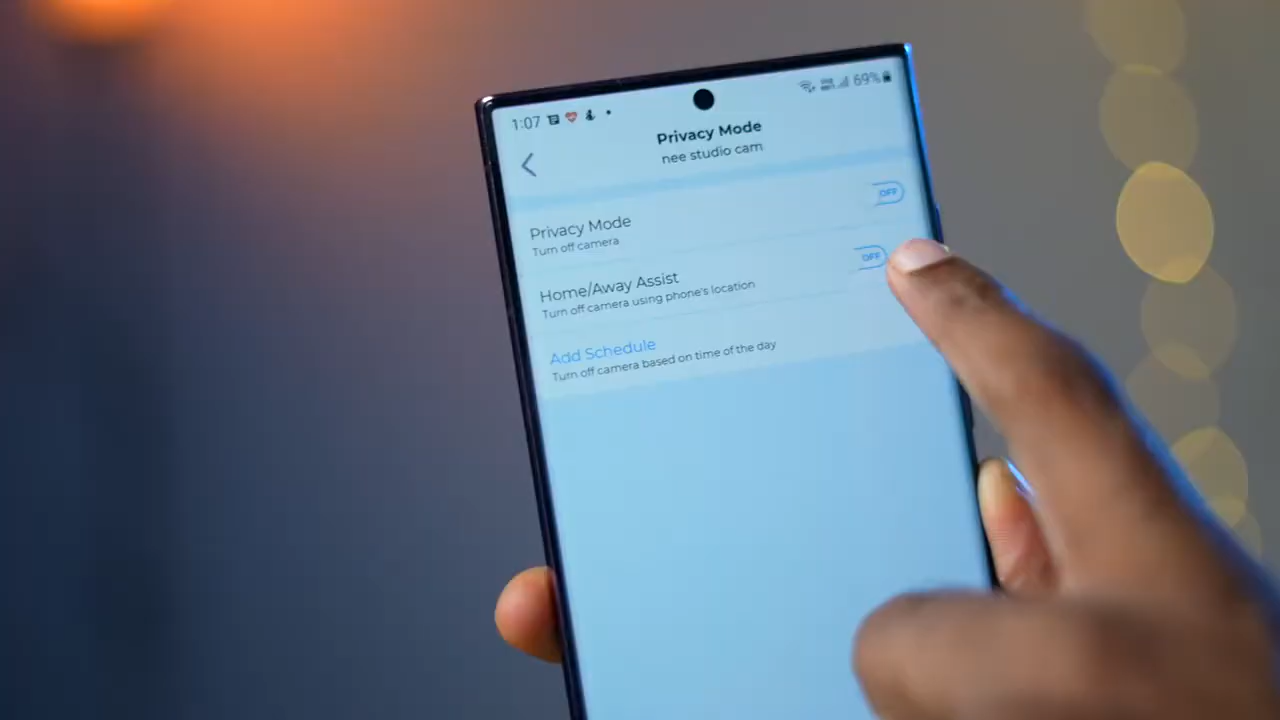 1:07 69%
Privacy Mode
nee studio cam
Privacy Mode
OFF
Turn off camera
Home/Away Assist
OFF
Turn off camera using phone's location
Add Schedule
Turn off camera based on time of the day